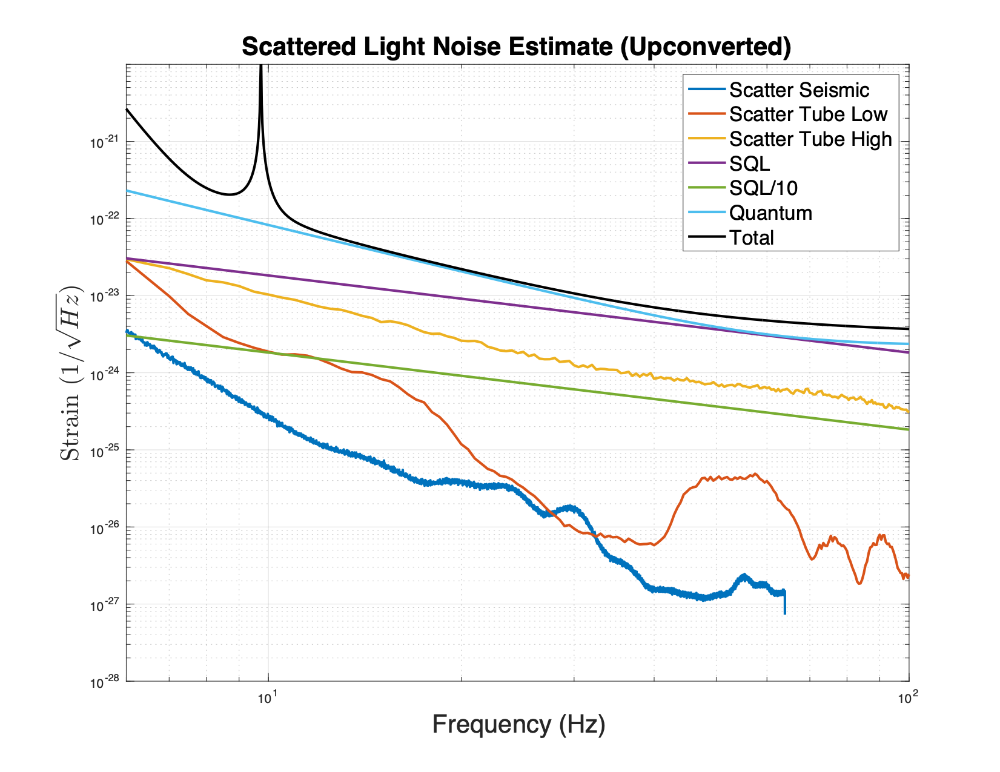 Scattered Light Noise Estimate (Upconverted)
Scatter Seismic
Scatter Tube Low
Scatter Tube High
SQL
SQL/10
Quantum
Total
Strain (1/√Hz)
10^-21
10^-22
10^-23
10^-24
10^-25
10^-26
10^-27
10^-28
10^1
10^2
Frequency (Hz)